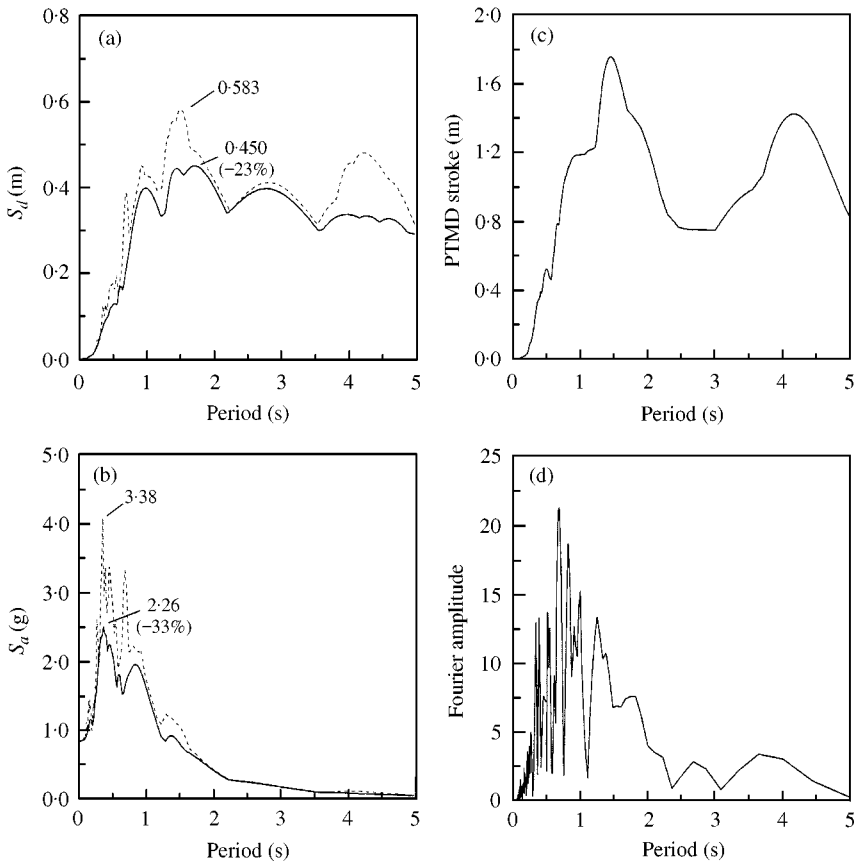 (a)
0·8
0·6
0·4
0·2
0·0
0·583
0·450
(−23%)
S_d (m)
0 1 2 3 4 5
Period (s)
(c)
2·0
1·6
1·2
0·8
0·4
0·0
PTMD stroke (m)
0 1 2 3 4 5
Period (s)
(b)
5·0
4·0
3·0
2·0
1·0
0·0
3·38
2·26
(−33%)
S_a (g)
0 1 2 3 4 5
Period (s)
(d)
25
20
15
10
5
0
Fourier amplitude
0 1 2 3 4 5
Period (s)